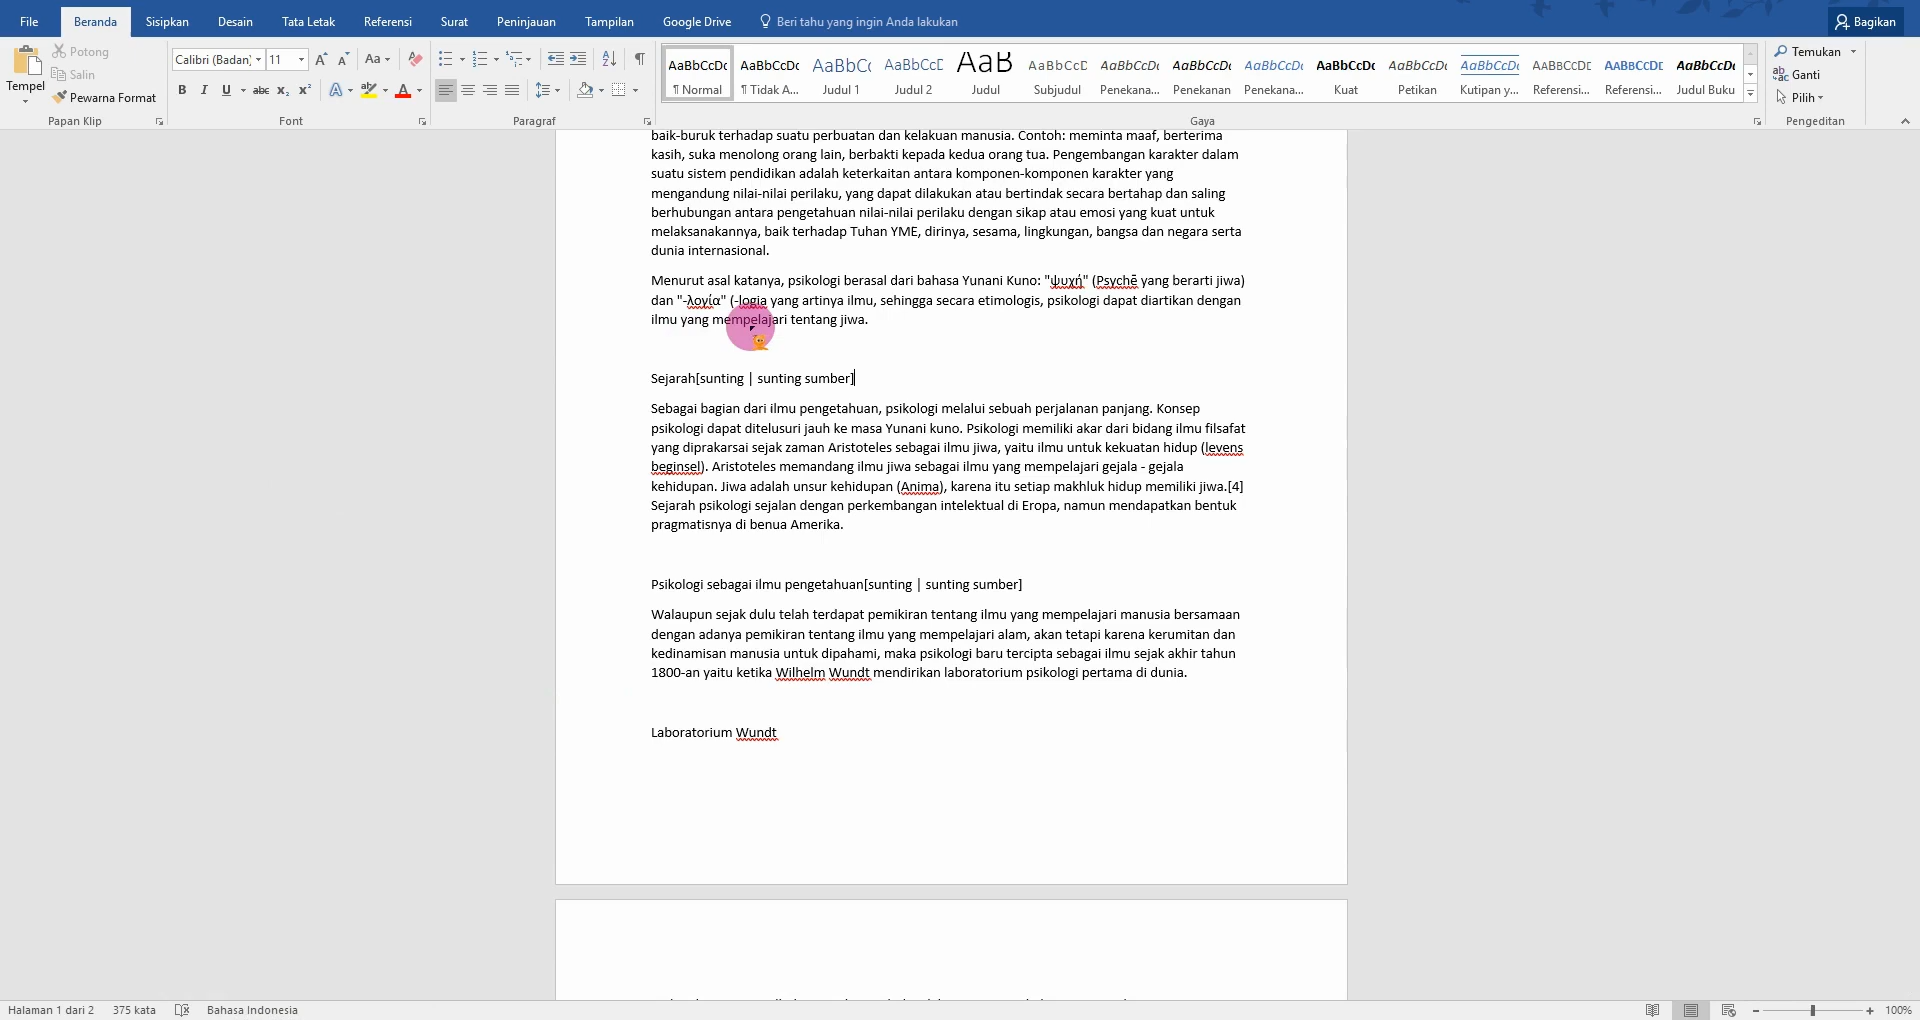 File Beranda Sisipkan Desain Tata Letak Referensi Surat Peninjauan Tampilan Google Drive Beri tahu yang ingin Anda lakukan Bagikan
Tempel
Potong
Salin
Pewarna Format
Papan Klip
Calibri (Badan) 11
Font
Paragraf
AaBbCcDc AaBbCcDc AaBbC AaBbCcD AaB AaBbCcD AaBbCcDc AaBbCcDc AaBbCcDc AaBbCcDc AaBbCcDc AaBbCcDc AaBbCcDd AaBbCcDd AaBbCcDc
¶ Normal ¶ Tidak A... Judul 1 Judul 2 Judul Subjudul Penekana... Penekanan Penekana... Kuat Petikan Kutipan y... Referensi... Referensi... Judul Buku
Gaya
Temukan
Ganti
Pilih
Pengeditan
baik-buruk terhadap suatu perbuatan dan kelakuan manusia. Contoh: meminta maaf, berterima
kasih, suka menolong orang lain, berbakti kepada kedua orang tua. Pengembangan karakter dalam
suatu sistem pendidikan adalah keterkaitan antara komponen-komponen karakter yang
mengandung nilai-nilai perilaku, yang dapat dilakukan atau bertindak secara bertahap dan saling
berhubungan antara pengetahuan nilai-nilai perilaku dengan sikap atau emosi yang kuat untuk
melaksanakannya, baik terhadap Tuhan YME, dirinya, sesama, lingkungan, bangsa dan negara serta
dunia internasional.
Menurut asal katanya, psikologi berasal dari bahasa Yunani Kuno: "ψυχή" (Psychē yang berarti jiwa)
dan "-λογία" (-logia yang artinya ilmu, sehingga secara etimologis, psikologi dapat diartikan dengan
ilmu yang mempelajari tentang jiwa.
Sejarah[sunting | sunting sumber]
Sebagai bagian dari ilmu pengetahuan, psikologi melalui sebuah perjalanan panjang. Konsep
psikologi dapat ditelusuri jauh ke masa Yunani kuno. Psikologi memiliki akar dari bidang ilmu filsafat
yang diprakarsai sejak zaman Aristoteles sebagai ilmu jiwa, yaitu ilmu untuk kekuatan hidup (levens
beginsel). Aristoteles memandang ilmu jiwa sebagai ilmu yang mempelajari gejala - gejala
kehidupan. Jiwa adalah unsur kehidupan (Anima), karena itu setiap makhluk hidup memiliki jiwa.[4]
Sejarah psikologi sejalan dengan perkembangan intelektual di Eropa, namun mendapatkan bentuk
pragmatisnya di benua Amerika.
Psikologi sebagai ilmu pengetahuan[sunting | sunting sumber]
Walaupun sejak dulu telah terdapat pemikiran tentang ilmu yang mempelajari manusia bersamaan
dengan adanya pemikiran tentang ilmu yang mempelajari alam, akan tetapi karena kerumitan dan
kedinamisan manusia untuk dipahami, maka psikologi baru tercipta sebagai ilmu sejak akhir tahun
1800-an yaitu ketika Wilhelm Wundt mendirikan laboratorium psikologi pertama di dunia.
Laboratorium Wundt
Halaman 1 dari 2 375 kata Bahasa Indonesia 100%